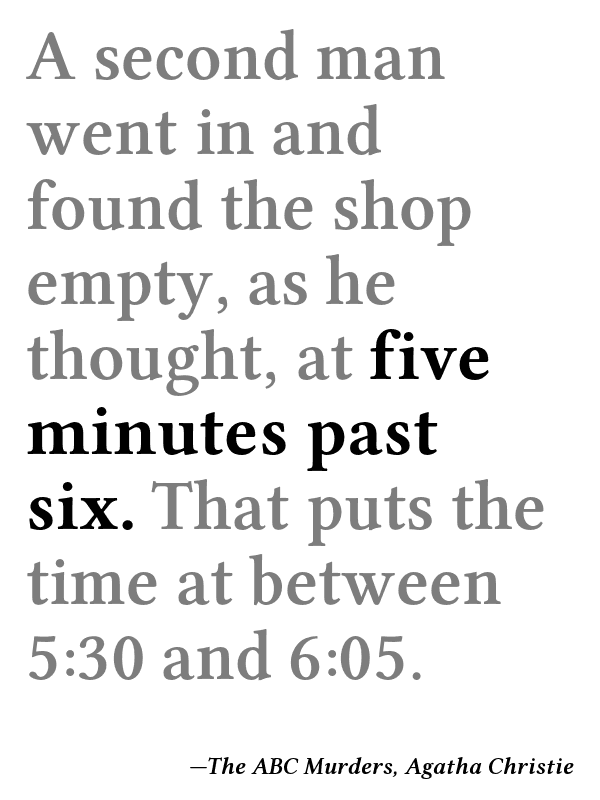 A second man
went in and
found the shop
empty, as he
thought, at five
minutes past
six. That puts the
time at between
5:30 and 6:05.
—The ABC Murders, Agatha Christie